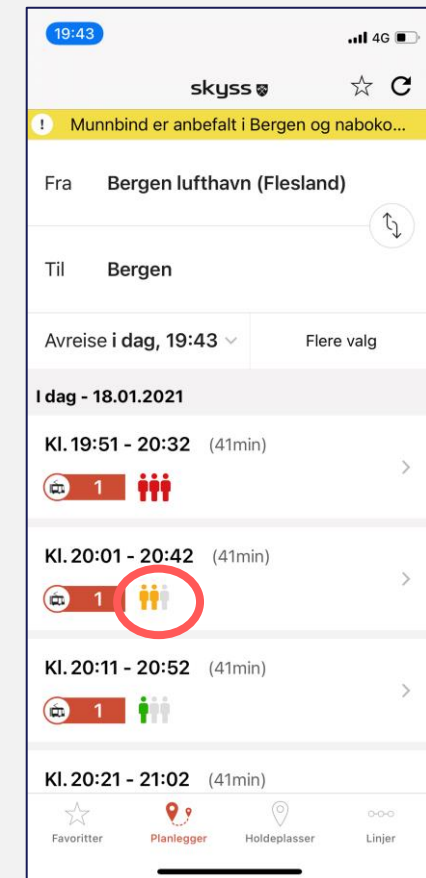 19:43
4G
skyss
! Munnbind er anbefalt i Bergen og naboko...
Fra Bergen lufthavn (Flesland)
Til Bergen
Avreise i dag, 19:43
Flere valg
I dag - 18.01.2021
Kl. 19:51 - 20:32 (41min)
1
Kl. 20:01 - 20:42 (41min)
1
Kl. 20:11 - 20:52 (41min)
1
Kl. 20:21 - 21:02 (41min)
Favoritter Planlegger Holdeplasser Linjer